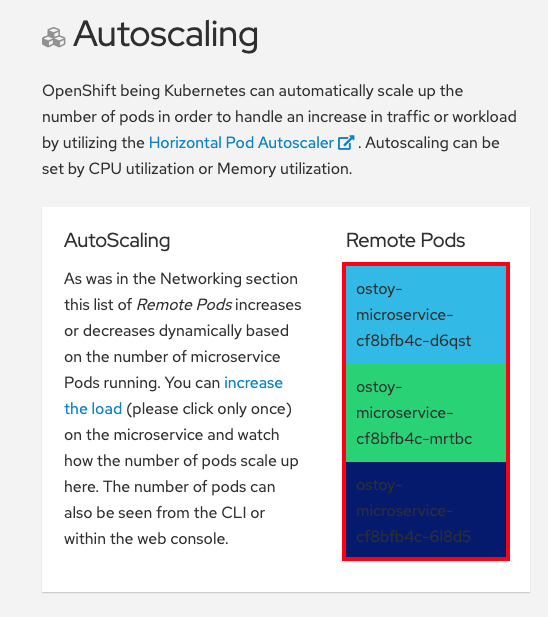 Autoscaling
OpenShift being Kubernetes can automatically scale up the
number of pods in order to handle an increase in traffic or workload
by utilizing the Horizontal Pod Autoscaler . Autoscaling can be
set by CPU utilization or Memory utilization.
AutoScaling
As was in the Networking section
this list of Remote Pods increases
or decreases dynamically based
on the number of microservice
Pods running. You can increase
the load (please click only once)
on the microservice and watch
how the number of pods scale up
here. The number of pods can
also be seen from the CLI or
within the web console.
Remote Pods
ostoy-
microservice-
cf8bfb4c-d6qst
ostoy-
microservice-
cf8bfb4c-mrtbc
ostoy-
microservice-
cf8bfb4c-6l8d5